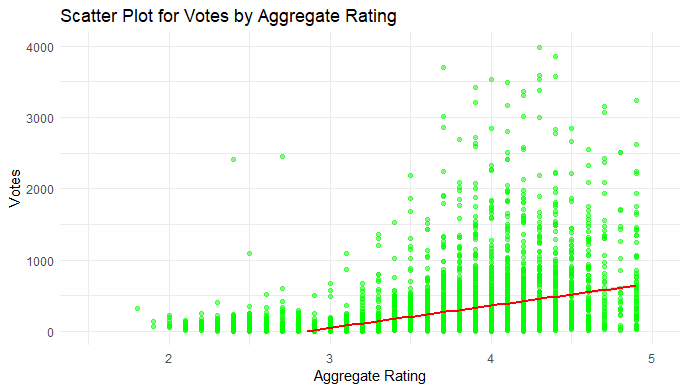 Scatter Plot for Votes by Aggregate Rating
4000
3000
2000
1000
0
Votes
2 3 4 5
Aggregate Rating